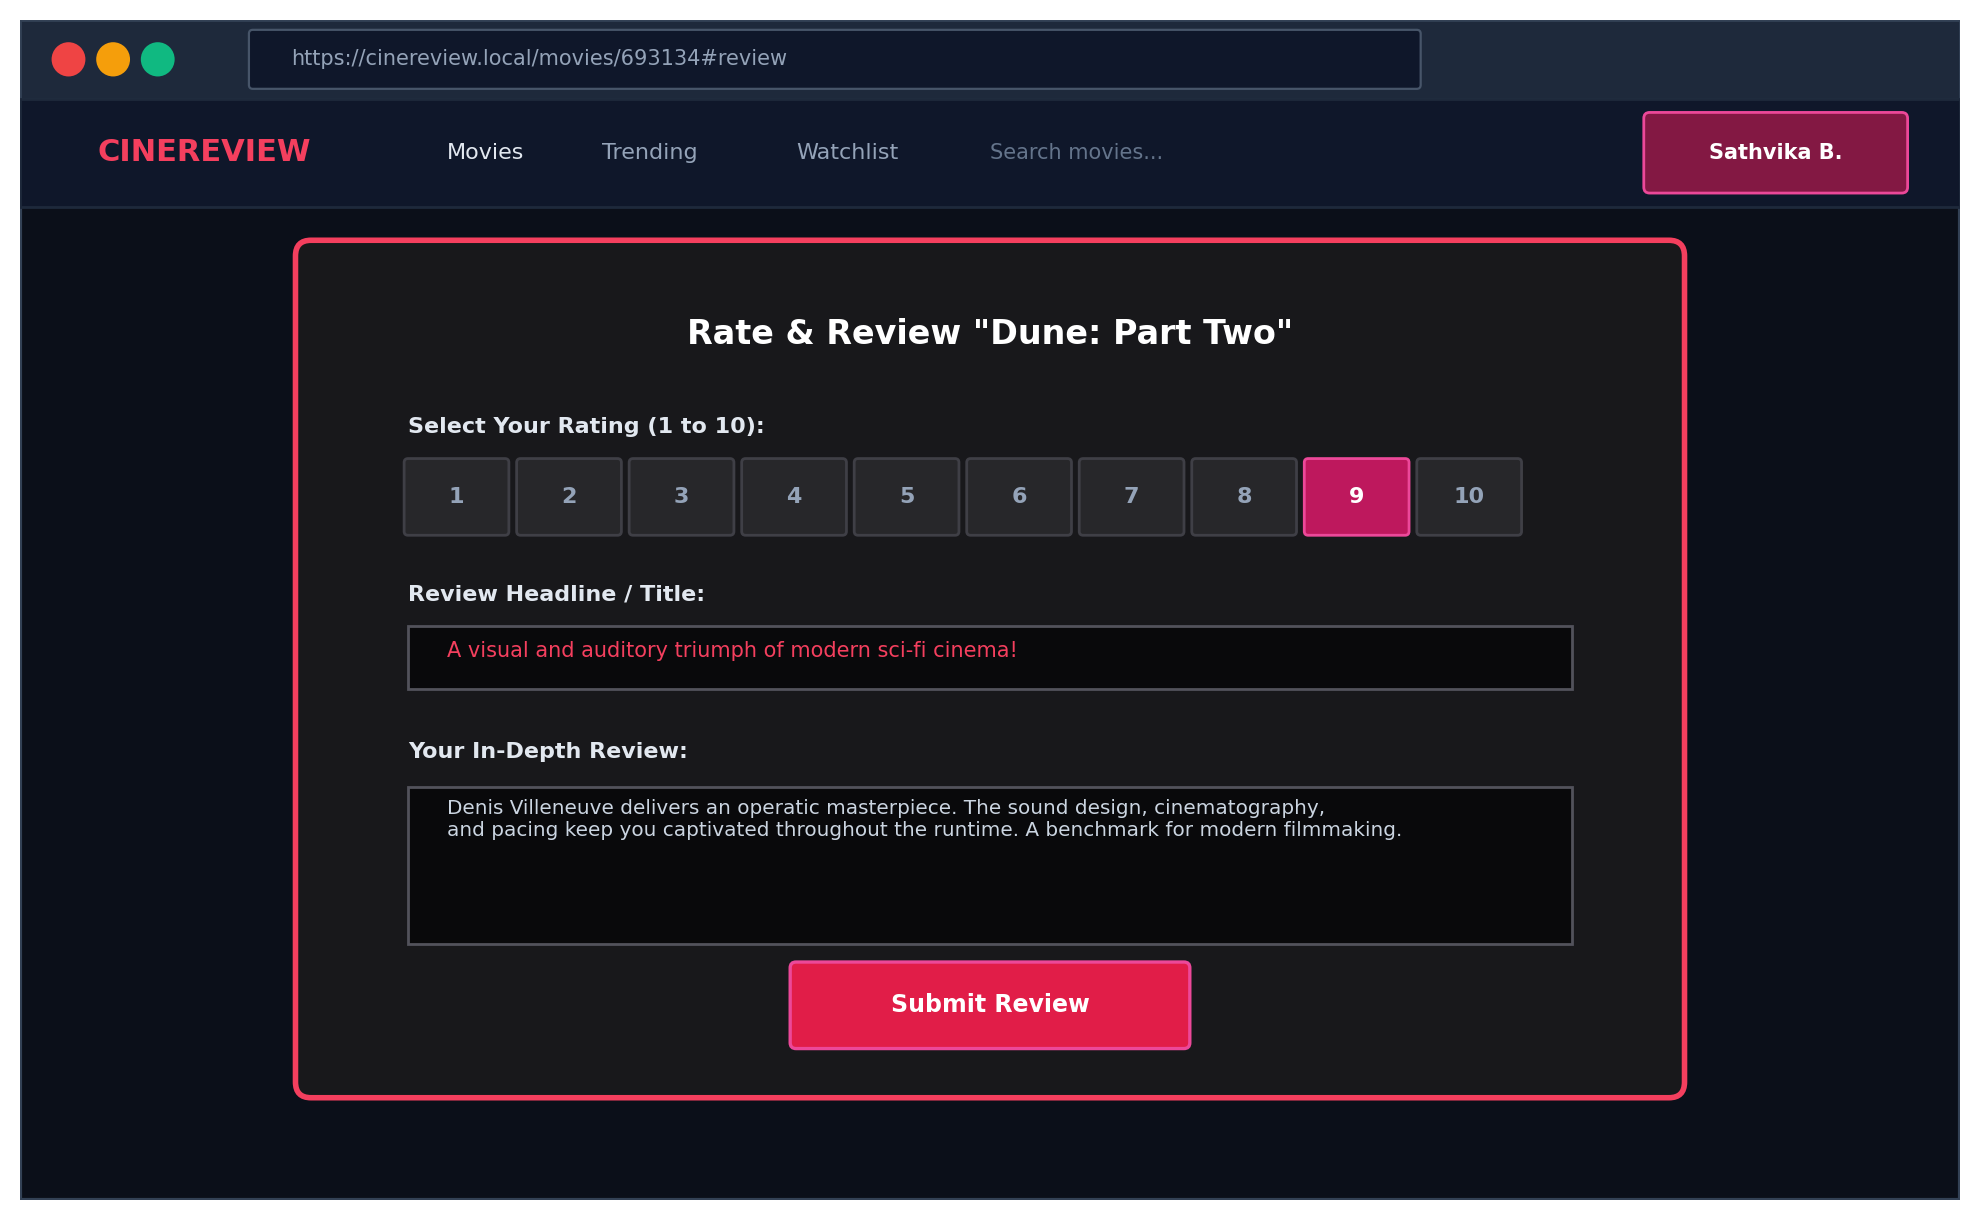 https://cinereview.local/movies/693134#review
CINEREVIEW Movies Trending Watchlist Search movies... Sathvika B.
Rate & Review "Dune: Part Two"
Select Your Rating (1 to 10):
1 2 3 4 5 6 7 8 9 10
Review Headline / Title:
A visual and auditory triumph of modern sci-fi cinema!
Your In-Depth Review:
Denis Villeneuve delivers an operatic masterpiece. The sound design, cinematography,
and pacing keep you captivated throughout the runtime. A benchmark for modern filmmaking.
Submit Review